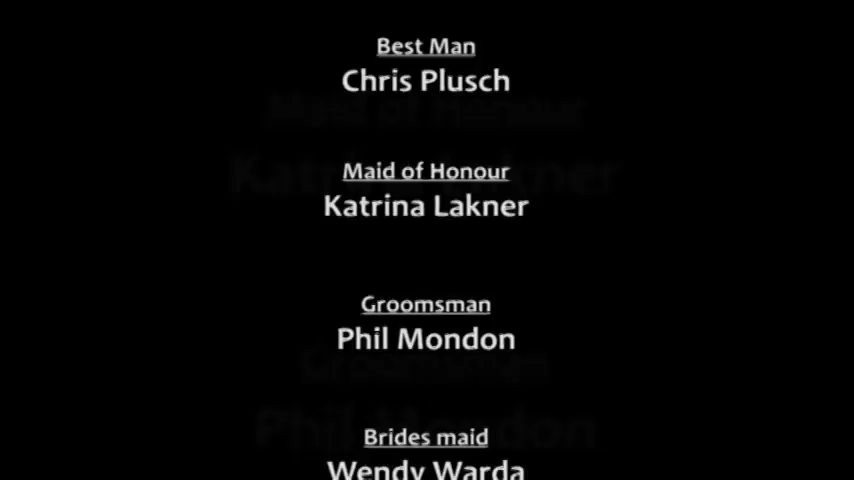 Best Man
Chris Plusch
Maid of Honour
Katrina Lakner
Groomsman
Phil Mondon
Brides maid
Wendy Warda